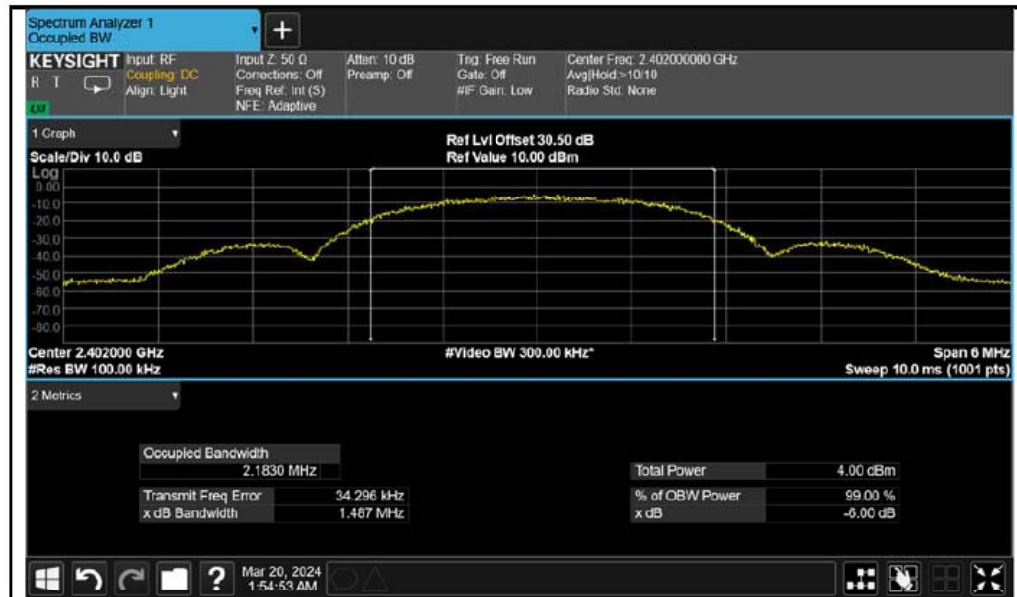 Spectrum Analyzer 1
Occupied BW
+
KEYSIGHT Input: RF Input Z: 50 Ω Atten: 10 dB Trig: Free Run Center Freq: 2.402000000 GHz
R T Coupling: DC Corrections: Off Preamp: Off Gate: Off Avg|Hold:>10/10
Align: Light Freq Ref: Int (S) #IF Gain: Low Radio Std: None
NFE: Adaptive
1 Graph
Ref Lvl Offset 30.50 dB
Scale/Div 10.0 dB Ref Value 10.00 dBm
Log
0.00
-10.0
-20.0
-30.0
-40.0
-50.0
-60.0
-70.0
-80.0
Center 2.402000 GHz #Video BW 300.00 kHz* Span 6 MHz
#Res BW 100.00 kHz Sweep 10.0 ms (1001 pts)
2 Metrics
Occupied Bandwidth
2.1830 MHz Total Power 4.00 dBm
Transmit Freq Error 34.296 kHz % of OBW Power 99.00 %
x dB Bandwidth 1.487 MHz x dB -6.00 dB
? Mar 20, 2024
1:54:53 AM